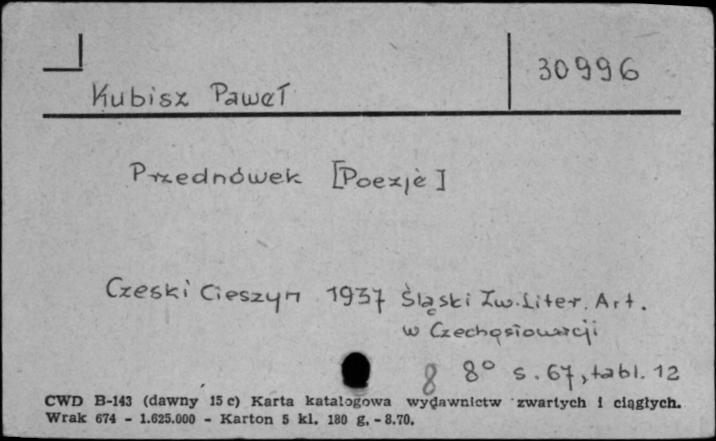 30996
Kubisz Paweł
Przednówek [Poezje]
Czeski Cieszyn 1937 Śląski Zw. Liter. Art.
w Czechosłowacji
8 8° s. 67, tabl. 12
CWD B-143 (dawny 15 c) Karta katalogowa wydawnictw zwartych i ciągłych.
Wrak 674 - 1.625.000 - Karton 5 kl. 180 g. - 8.70.